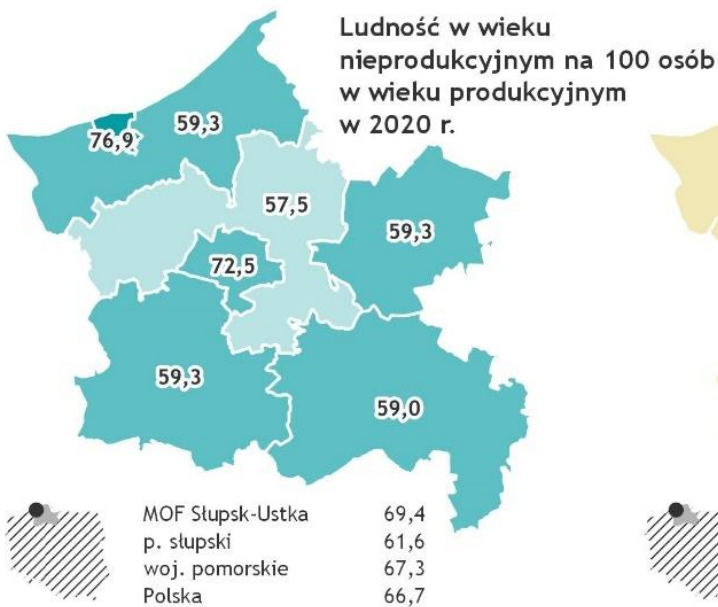 Ludność w wieku
nieprodukcyjnym na 100 osób
w wieku produkcyjnym
w 2020 r.
76,9
59,3
57,5
59,3
72,5
59,3
59,0
MOF Słupsk-Ustka 69,4
p. słupski 61,6
woj. pomorskie 67,3
Polska 66,7